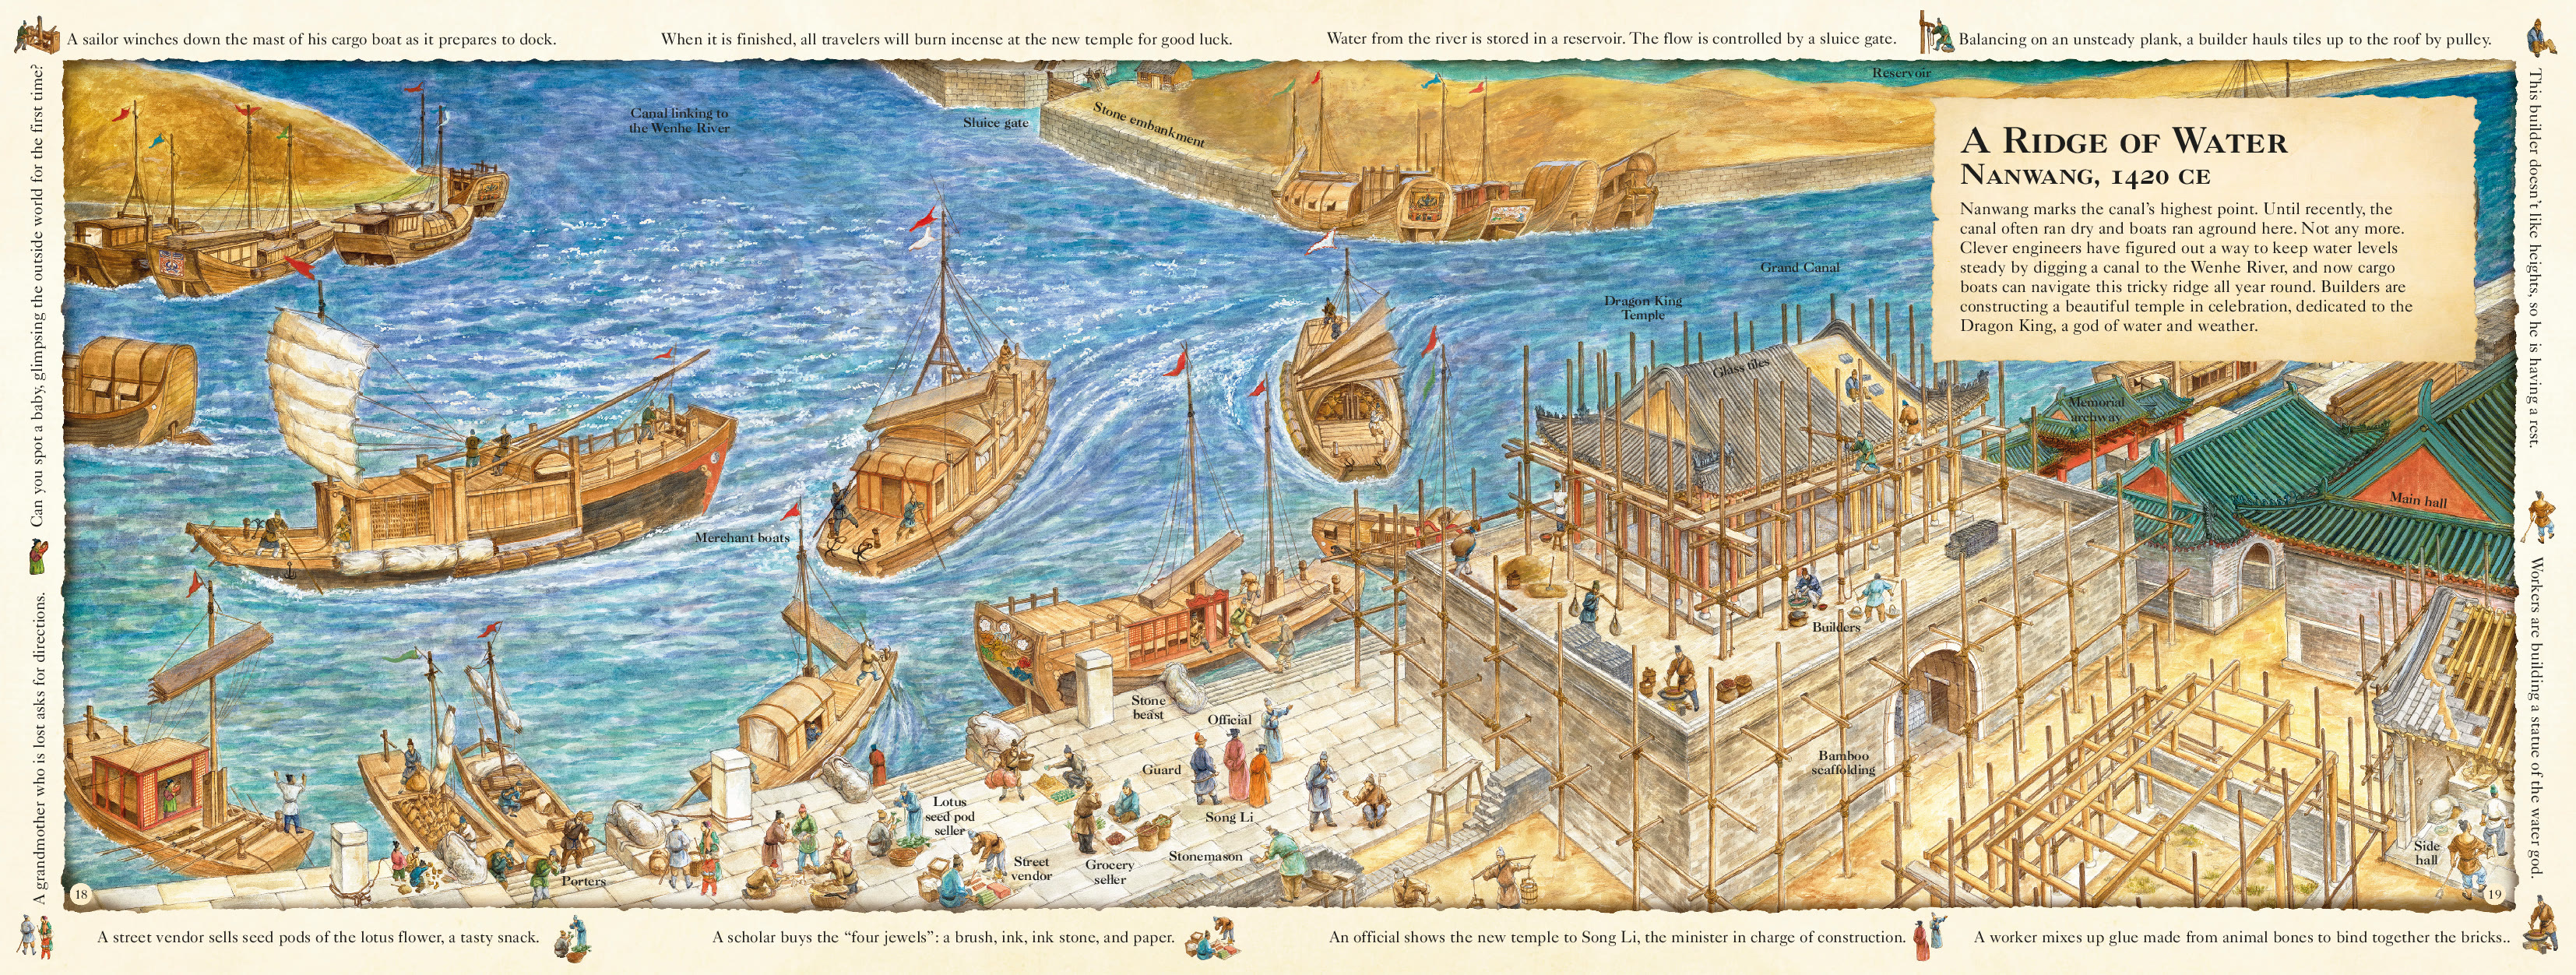 A sailor winches down the mast of his cargo boat as it prepares to dock.
When it is finished, all travelers will burn incense at the new temple for good luck.
Water from the river is stored in a reservoir. The flow is controlled by a sluice gate.
Balancing on an unsteady plank, a builder hauls tiles up to the roof by pulley.
Can you spot a baby, glimpsing the outside world for the first time?
A grandmother who is lost asks for directions.
Canal linking to
the Wenhe River
Sluice gate
Stone embankment
Reservoir
A RIDGE OF WATER
NANWANG, 1420 CE
Nanwang marks the canal's highest point. Until recently, the
canal often ran dry and boats ran aground here. Not any more.
Clever engineers have figured out a way to keep water levels
steady by digging a canal to the Wenhe River, and now cargo
boats can navigate this tricky ridge all year round. Builders are
constructing a beautiful temple in celebration, dedicated to the
Dragon King, a god of water and weather.
Grand Canal
Dragon King
Temple
Glass tiles
Memorial
archway
Main hall
Merchant boats
Builders
Stone
beast
Official
Guard
Bamboo
scaffolding
Lotus
seed pod
seller
Song Li
Street
vendor
Grocery
seller
Stonemason
Porters
Side
hall
18
19
This builder doesn't like heights, so he is having a rest.
Workers are building a statue of the water god.
A street vendor sells seed pods of the lotus flower, a tasty snack.
A scholar buys the “four jewels”: a brush, ink, ink stone, and paper.
An official shows the new temple to Song Li, the minister in charge of construction.
A worker mixes up glue made from animal bones to bind together the bricks..